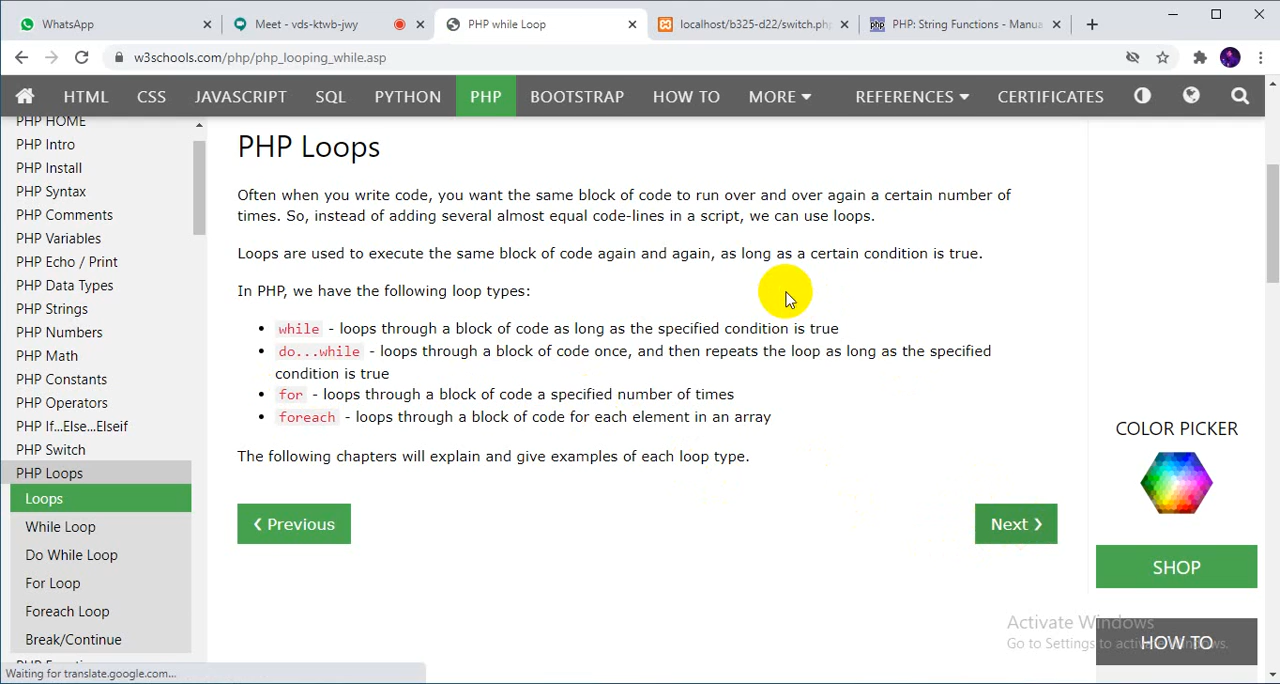 WhatsApp
Meet - vds-ktwb-jwy
PHP while Loop
localhost/b325-d22/switch.php
PHP: String Functions - Manua
w3schools.com/php/php_looping_while.asp
HTML CSS JAVASCRIPT SQL PYTHON PHP BOOTSTRAP HOW TO MORE REFERENCES CERTIFICATES
PHP HOME
PHP Intro
PHP Install
PHP Syntax
PHP Comments
PHP Variables
PHP Echo / Print
PHP Data Types
PHP Strings
PHP Numbers
PHP Math
PHP Constants
PHP Operators
PHP If...Else...Elseif
PHP Switch
PHP Loops
Loops
While Loop
Do While Loop
For Loop
Foreach Loop
Break/Continue
PHP Loops
Often when you write code, you want the same block of code to run over and over again a certain number of
times. So, instead of adding several almost equal code-lines in a script, we can use loops.
Loops are used to execute the same block of code again and again, as long as a certain condition is true.
In PHP, we have the following loop types:
• while - loops through a block of code as long as the specified condition is true
• do...while - loops through a block of code once, and then repeats the loop as long as the specified
condition is true
• for - loops through a block of code a specified number of times
• foreach - loops through a block of code for each element in an array
The following chapters will explain and give examples of each loop type.
❮ Previous
Next ❯
COLOR PICKER
SHOP
HOW TO
Activate Windows
Go to Settings to activate Windows.
Waiting for translate.google.com...